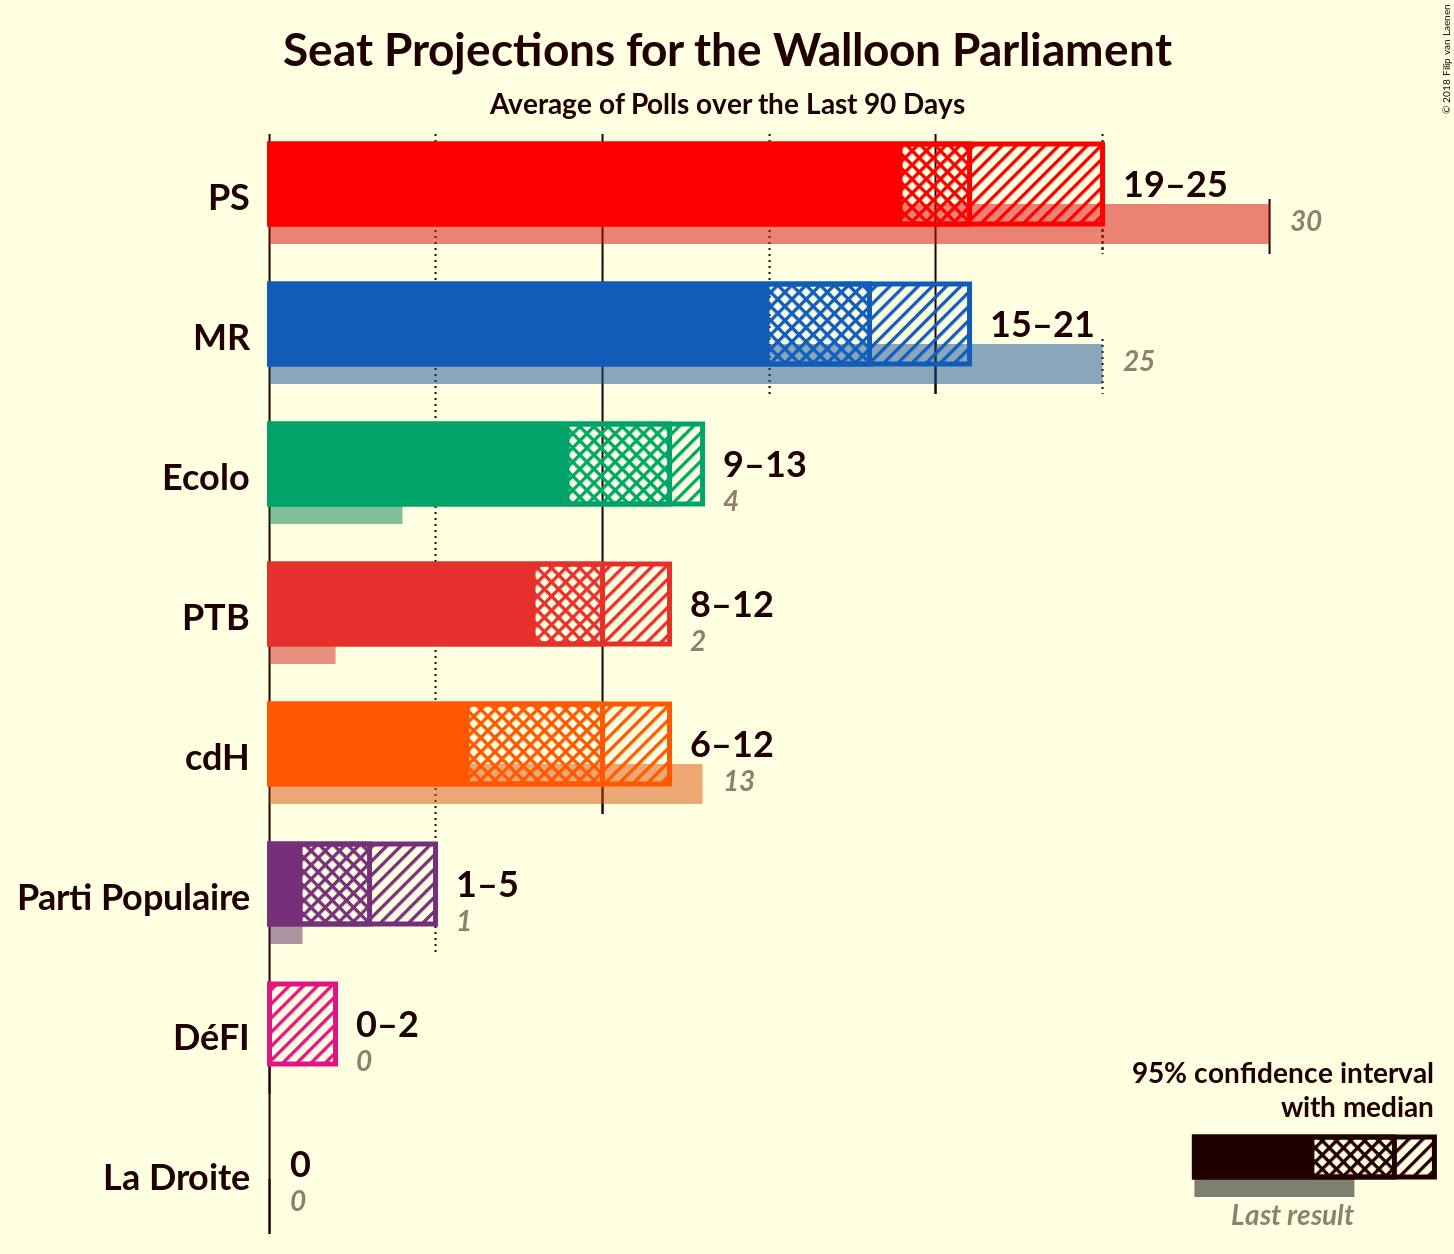 Seat Projections for the Walloon Parliament
Average of Polls over the Last 90 Days
© 2018 Filip van Laenen
PS
19–25
30
MR
15–21
25
Ecolo
9–13
4
PTB
8–12
2
cdH
6–12
13
Parti Populaire
1–5
1
DéFI
0–2
0
La Droite
0
0
95% confidence interval
with median
Last result